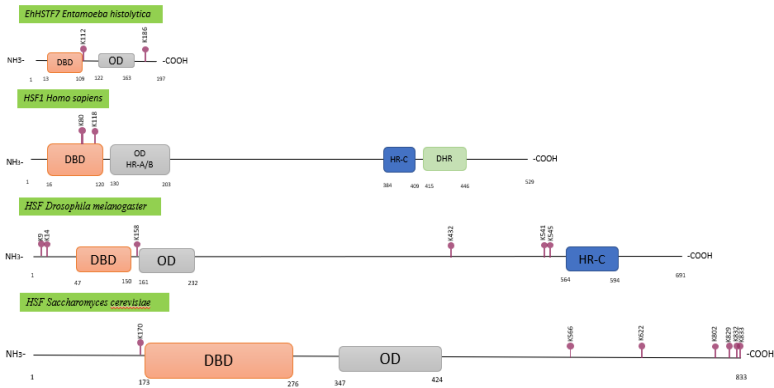 EhHSTF7 Entamoeba histolytica
K112 K186
NH3- DBD OD -COOH
1 13 109 122 163 197
HSF1 Homo sapiens
K80 K118
NH3- DBD OD HR-C DHR -COOH
HR-A/B
1 16 120 130 203 384 409 415 446 529
HSF Drosophila melanogaster
K9 K14 K158 K432 K541 K545
NH3- DBD OD HR-C -COOH
1 47 150 161 232 564 594 691
HSF Saccharomyces cerevisiae
K170 K566 K622 K802 K829 K832 K833
NH3- DBD OD -COOH
1 173 276 347 424 833